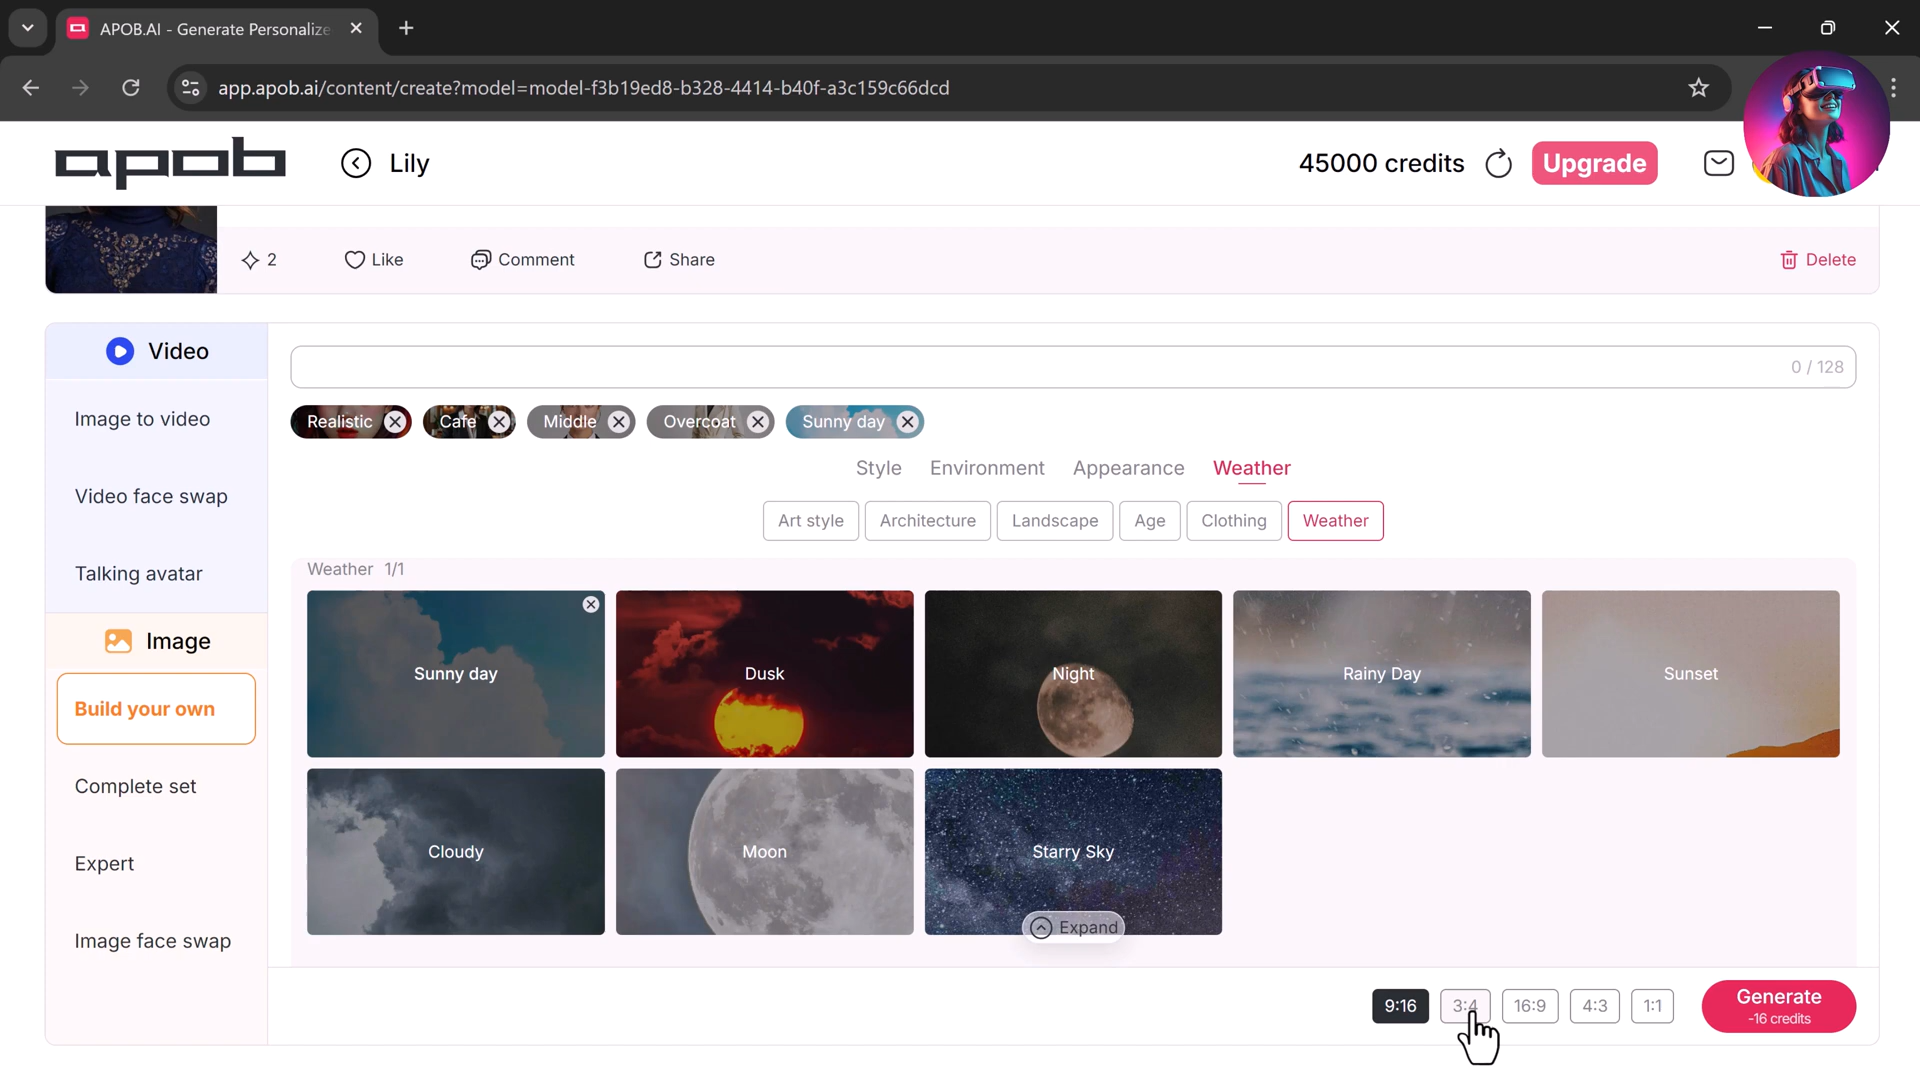 APOB.AI - Generate Personalize
app.apob.ai/content/create?model=model-f3b19ed8-b328-4414-b40f-a3c159c66dcd
apob
Lily
45000 credits
Upgrade
2
Like
Comment
Share
Delete
Video
Image to video
Video face swap
Talking avatar
Image
Build your own
Complete set
Expert
Image face swap
0 / 128
Realistic
Cafe
Middle
Overcoat
Sunny day
Style
Environment
Appearance
Weather
Art style
Architecture
Landscape
Age
Clothing
Weather
Weather 1/1
Sunny day
Dusk
Night
Rainy Day
Sunset
Cloudy
Moon
Starry Sky
Expand
9:16
3:4
16:9
4:3
1:1
Generate
-16 credits